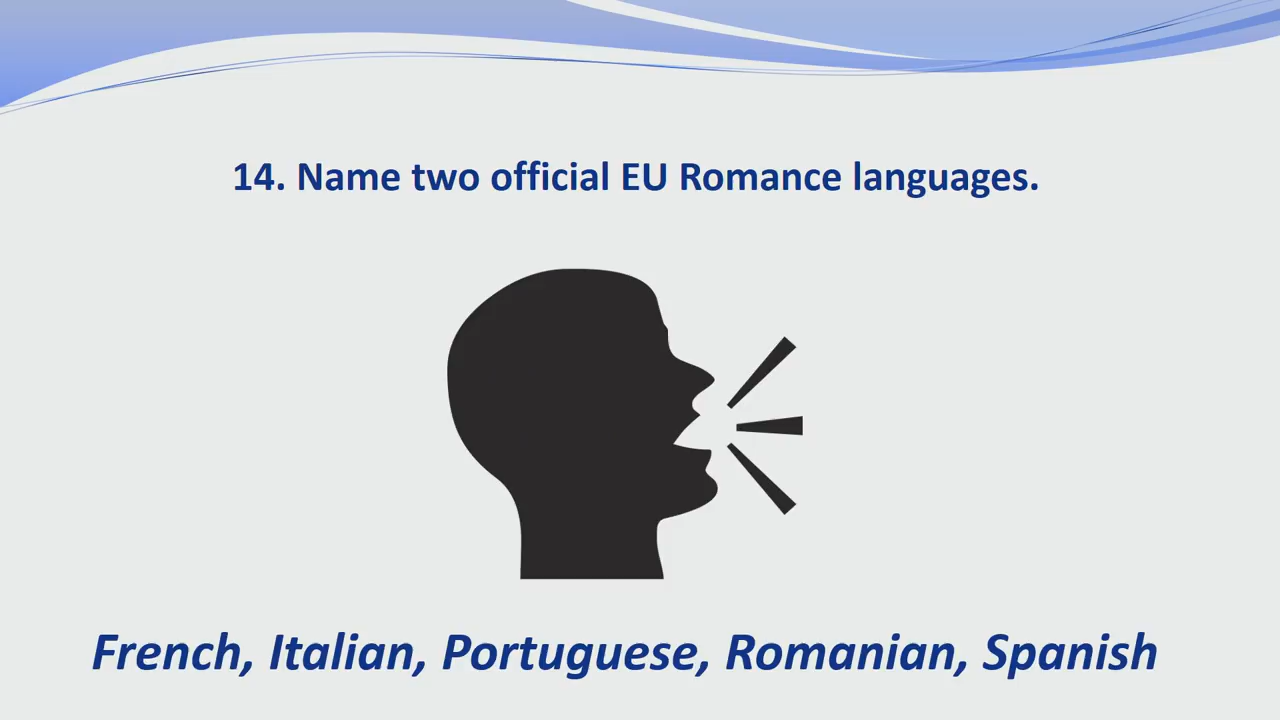 14. Name two official EU Romance languages.
French, Italian, Portuguese, Romanian, Spanish